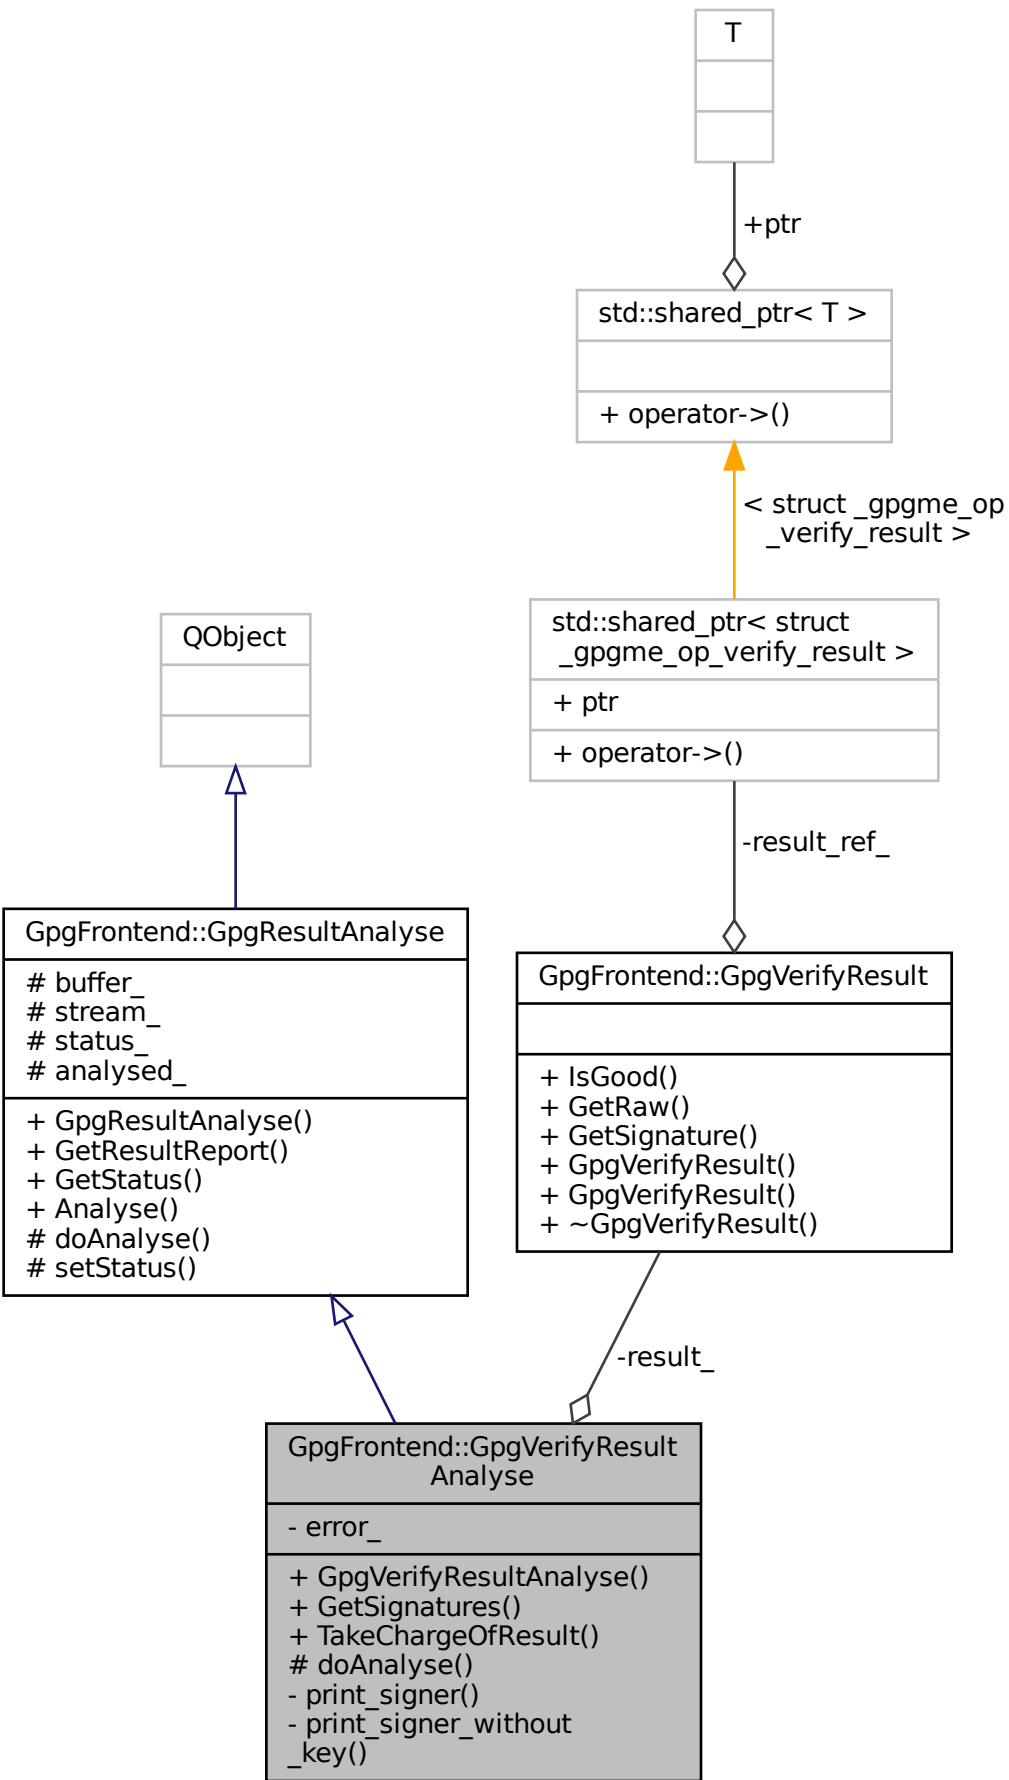 T
+ptr
std::shared_ptr< T >
+ operator->()
< struct _gpgme_op
_verify_result >
std::shared_ptr< struct
_gpgme_op_verify_result >
+ ptr
+ operator->()
QObject
-result_ref_
GpgFrontend::GpgResultAnalyse
# buffer_
# stream_
# status_
# analysed_
+ GpgResultAnalyse()
+ GetResultReport()
+ GetStatus()
+ Analyse()
# doAnalyse()
# setStatus()
GpgFrontend::GpgVerifyResult
+ IsGood()
+ GetRaw()
+ GetSignature()
+ GpgVerifyResult()
+ GpgVerifyResult()
+ ~GpgVerifyResult()
-result_
GpgFrontend::GpgVerifyResult
Analyse
- error_
+ GpgVerifyResultAnalyse()
+ GetSignatures()
+ TakeChargeOfResult()
# doAnalyse()
- print_signer()
- print_signer_without
_key()